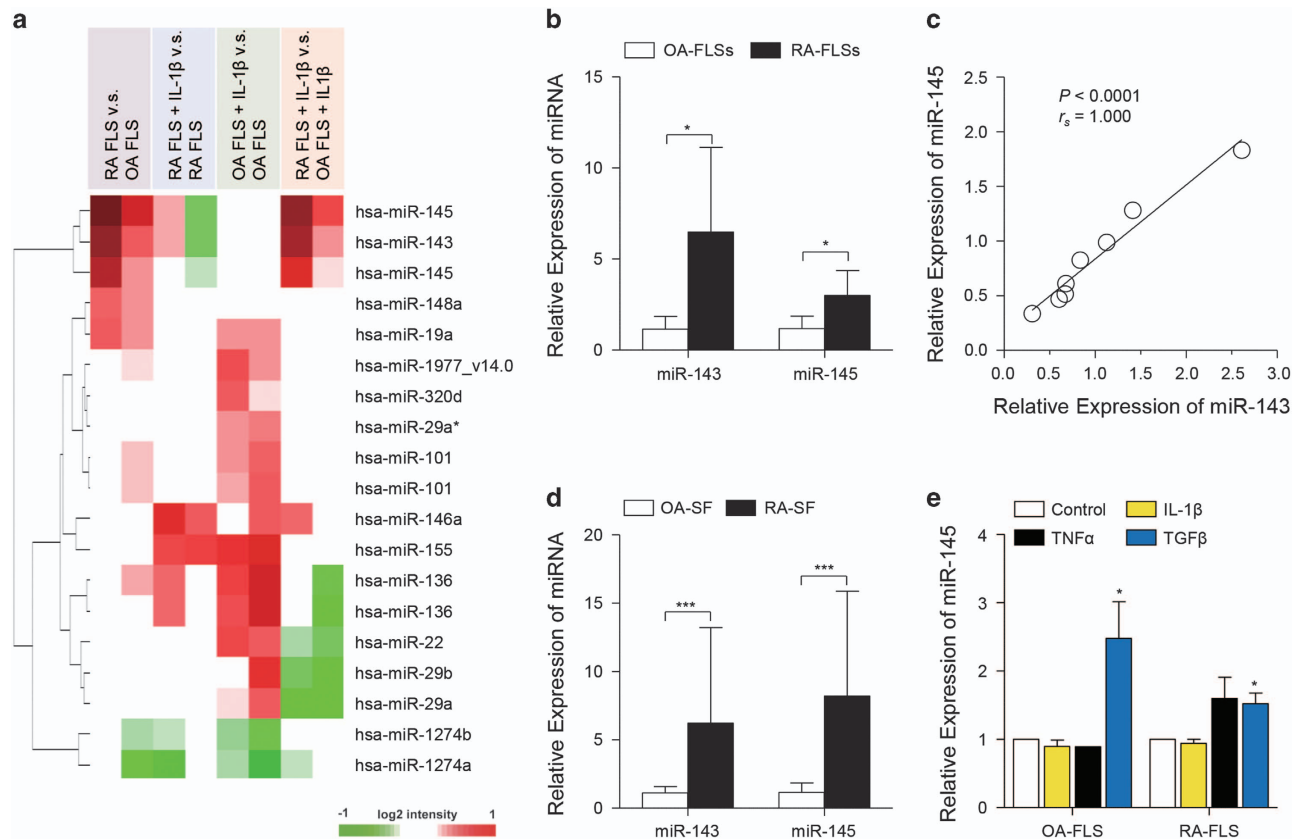 a
RA FLS v.s.
OA FLS
RA FLS + IL-1β v.s.
RA FLS
OA FLS + IL-1β v.s.
OA FLS
RA FLS + IL-1β v.s.
OA FLS + IL1β
hsa-miR-145
hsa-miR-143
hsa-miR-145
hsa-miR-148a
hsa-miR-19a
hsa-miR-1977_v14.0
hsa-miR-320d
hsa-miR-29a*
hsa-miR-101
hsa-miR-101
hsa-miR-146a
hsa-miR-155
hsa-miR-136
hsa-miR-136
hsa-miR-22
hsa-miR-29b
hsa-miR-29a
hsa-miR-1274b
hsa-miR-1274a
-1 log2 intensity 1
b
OA-FLSs RA-FLSs
Relative Expression of miRNA
15
10
5
0
*
*
miR-143 miR-145
c
Relative Expression of miR-145
2.5
2.0
1.5
1.0
0.5
0
P < 0.0001
rs = 1.000
0.0 0.5 1.0 1.5 2.0 2.5 3.0
Relative Expression of miR-143
d
OA-SF RA-SF
Relative Expression of miRNA
20
15
10
5
0
***
***
miR-143 miR-145
e
Control IL-1β
TNFα TGFβ
Relative Expression of miR-145
4
3
2
1
0
*
*
OA-FLS RA-FLS